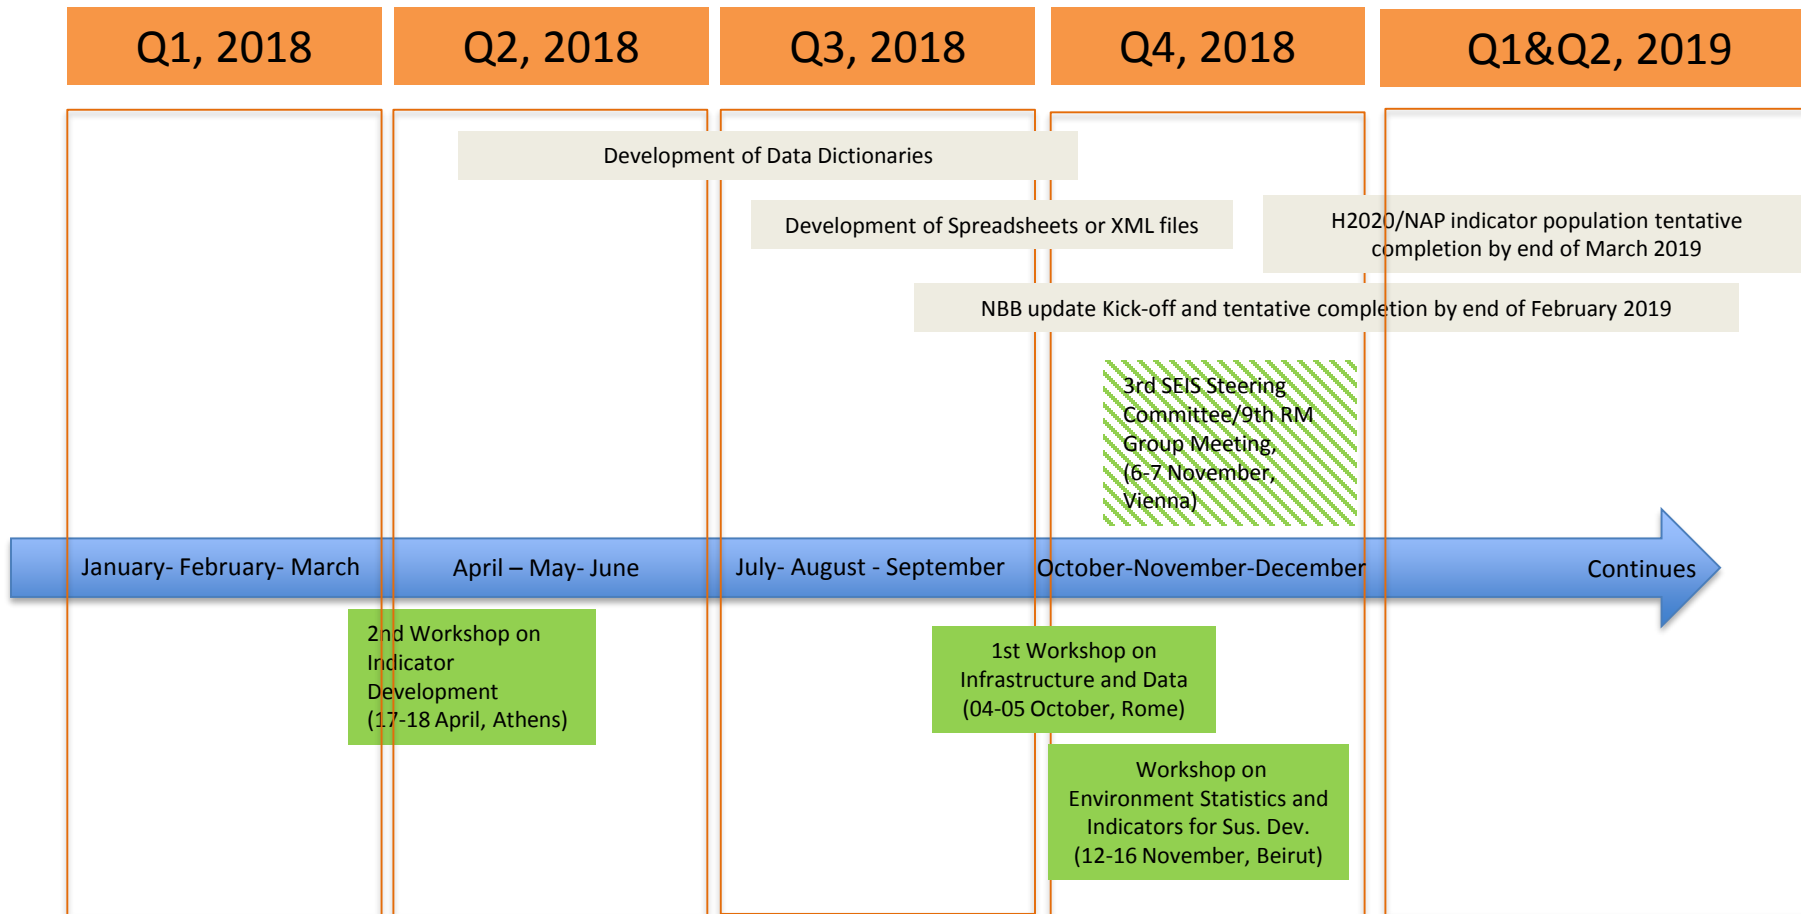 Q1, 2018
Q2, 2018
Q3, 2018
Q4, 2018
Q1&Q2, 2019
Development of Data Dictionaries
Development of Spreadsheets or XML files
H2020/NAP indicator population tentative
completion by end of March 2019
NBB update Kick-off and tentative completion by end of February 2019
3rd SEIS Steering
Committee/9th RM
Group Meeting,
(6-7 November,
Vienna)
January- February- March
April – May- June
July- August - September
October-November-December
Continues
2nd Workshop on
Indicator
Development
(17-18 April, Athens)
1st Workshop on
Infrastructure and Data
(04-05 October, Rome)
Workshop on
Environment Statistics and
Indicators for Sus. Dev.
(12-16 November, Beirut)